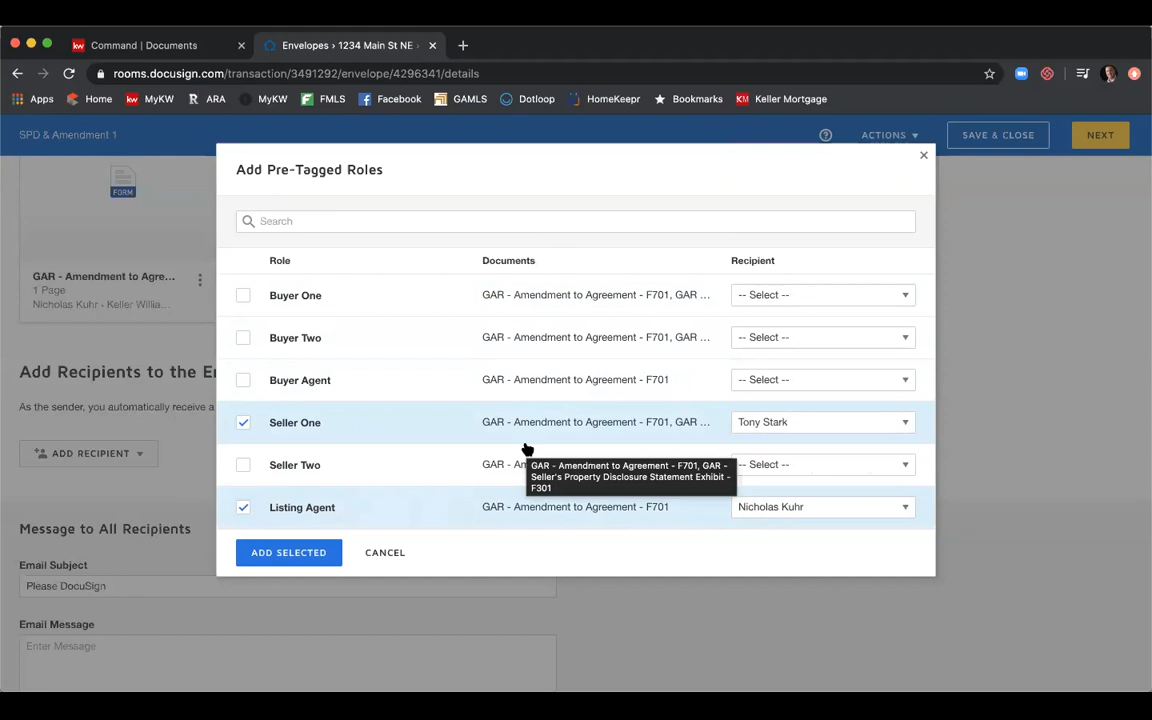 Command | Documents
Envelopes › 1234 Main St NE
rooms.docusign.com/transaction/3491292/envelope/4296341/details
Apps Home MyKW ARA MyKW FMLS Facebook GAMLS Dotloop HomeKeepr Bookmarks Keller Mortgage
SPD & Amendment 1
ACTIONS
SAVE & CLOSE
NEXT
Add Pre-Tagged Roles
Search
Role Documents Recipient
Buyer One GAR - Amendment to Agreement - F701, GAR ... -- Select --
Buyer Two GAR - Amendment to Agreement - F701, GAR ... -- Select --
Buyer Agent GAR - Amendment to Agreement - F701 -- Select --
Seller One GAR - Amendment to Agreement - F701, GAR ... Tony Stark
Seller Two GAR - -- Select --
GAR - Amendment to Agreement - F701, GAR -
Seller's Property Disclosure Statement Exhibit -
F301
Listing Agent GAR - Amendment to Agreement - F701 Nicholas Kuhr
ADD SELECTED CANCEL
FORM
GAR - Amendment to Agre...
1 Page
Nicholas Kuhr • Keller Willia...
Add Recipients to the E
As the sender, you automatically receive a
ADD RECIPIENT
Message to All Recipients
Email Subject
Please DocuSign
Email Message
Enter Message